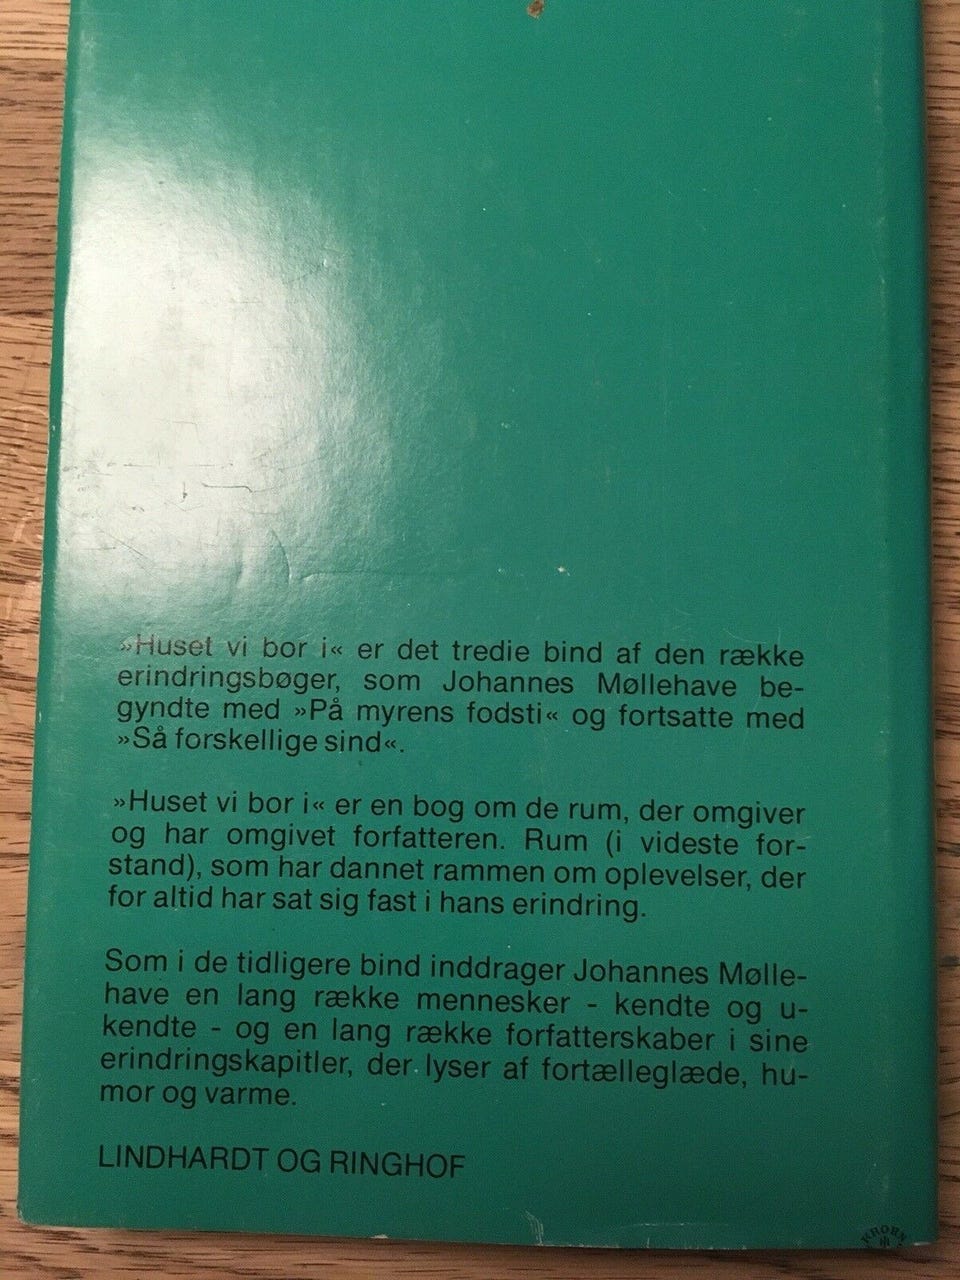 »Huset vi bor i« er det tredie bind af den række
erindringsbøger, som Johannes Møllehave be-
gyndte med »På myrens fodsti« og fortsatte med
»Så forskellige sind«.
»Huset vi bor i« er en bog om de rum, der omgiver
og har omgivet forfatteren. Rum (i videste for-
stand), som har dannet rammen om oplevelser, der
for altid har sat sig fast i hans erindring.
Som i de tidligere bind inddrager Johannes Mølle-
have en lang række mennesker - kendte og u-
kendte - og en lang række forfatterskaber i sine
erindringskapitler, der lyser af fortælleglæde, hu-
mor og varme.
LINDHARDT OG RINGHOF